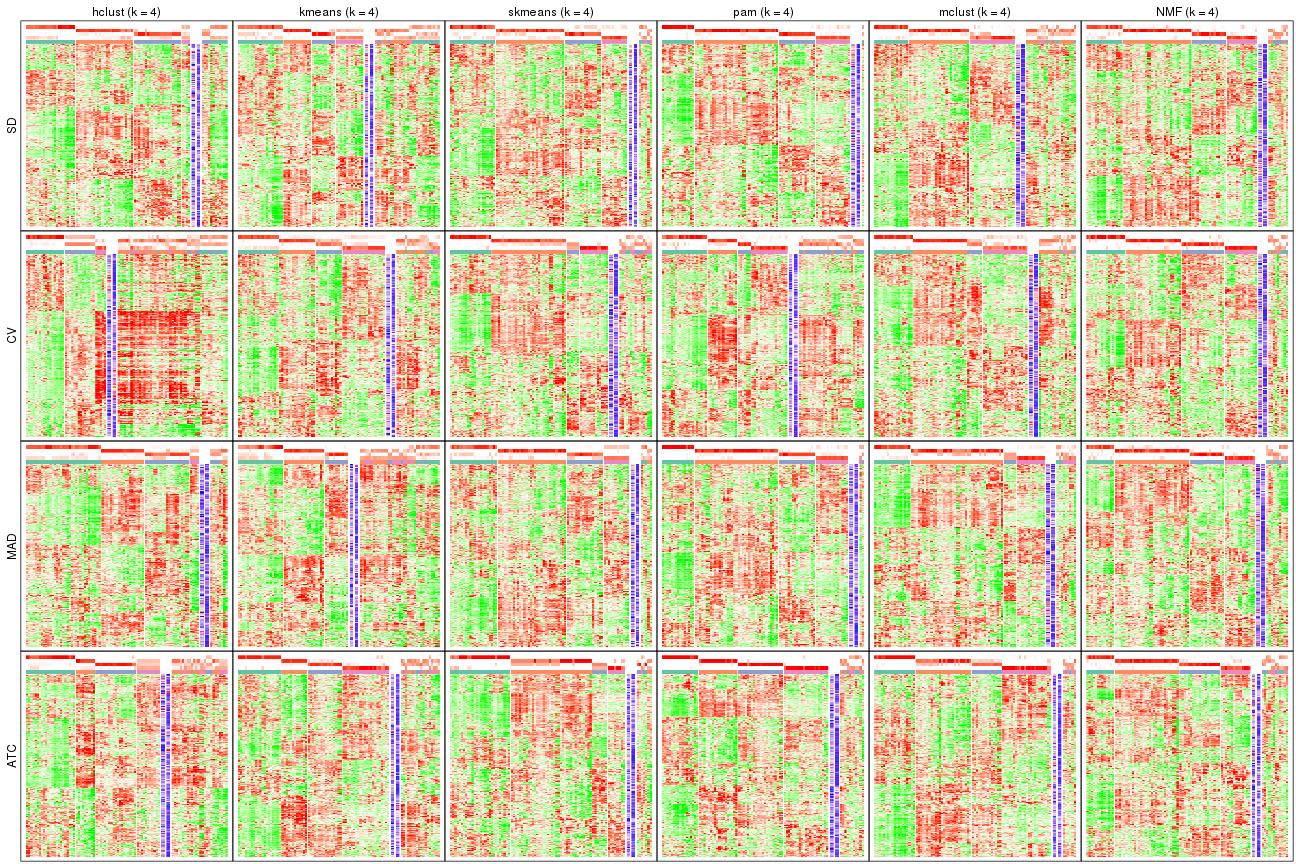 hclust (k = 4) kmeans (k = 4) skmeans (k = 4) pam (k = 4) mclust (k = 4) NMF (k = 4)
SD
CV
MAD
ATC